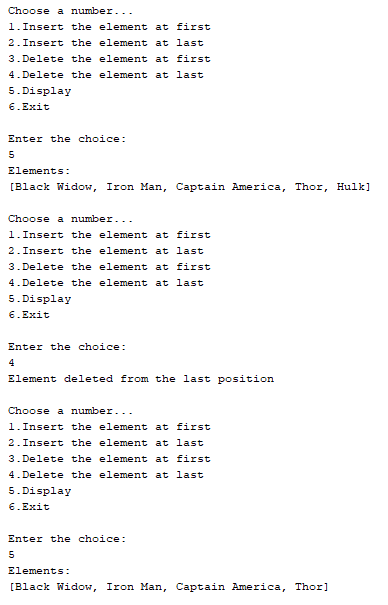 Choose a number...
1.Insert the element at first
2.Insert the element at last
3.Delete the element at first
4.Delete the element at last
5.Display
6.Exit
Enter the choice:
5
Elements:
[Black Widow, Iron Man, Captain America, Thor, Hulk]
Choose a number...
1.Insert the element at first
2.Insert the element at last
3.Delete the element at first
4.Delete the element at last
5.Display
6.Exit
Enter the choice:
4
Element deleted from the last position
Choose a number...
1.Insert the element at first
2.Insert the element at last
3.Delete the element at first
4.Delete the element at last
5.Display
6.Exit
Enter the choice:
5
Elements:
[Black Widow, Iron Man, Captain America, Thor]